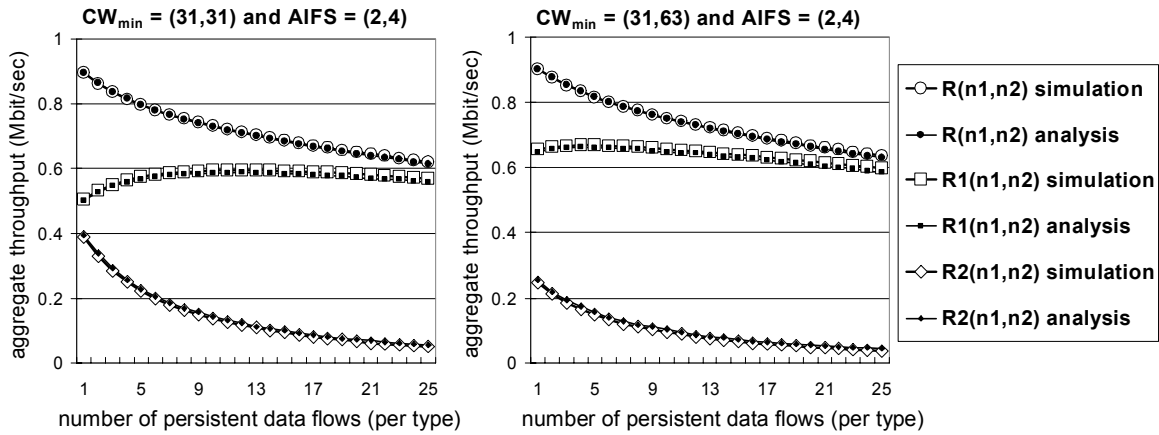 CWmin = (31,31) and AIFS = (2,4)
aggregate throughput (Mbit/sec)
1
0.8
0.6
0.4
0.2
0
1 5 9 13 17 21 25
number of persistent data flows (per type)
CWmin = (31,63) and AIFS = (2,4)
aggregate throughput (Mbit/sec)
1
0.8
0.6
0.4
0.2
0
1 5 9 13 17 21 25
number of persistent data flows (per type)
R(n1,n2) simulation
R(n1,n2) analysis
R1(n1,n2) simulation
R1(n1,n2) analysis
R2(n1,n2) simulation
R2(n1,n2) analysis